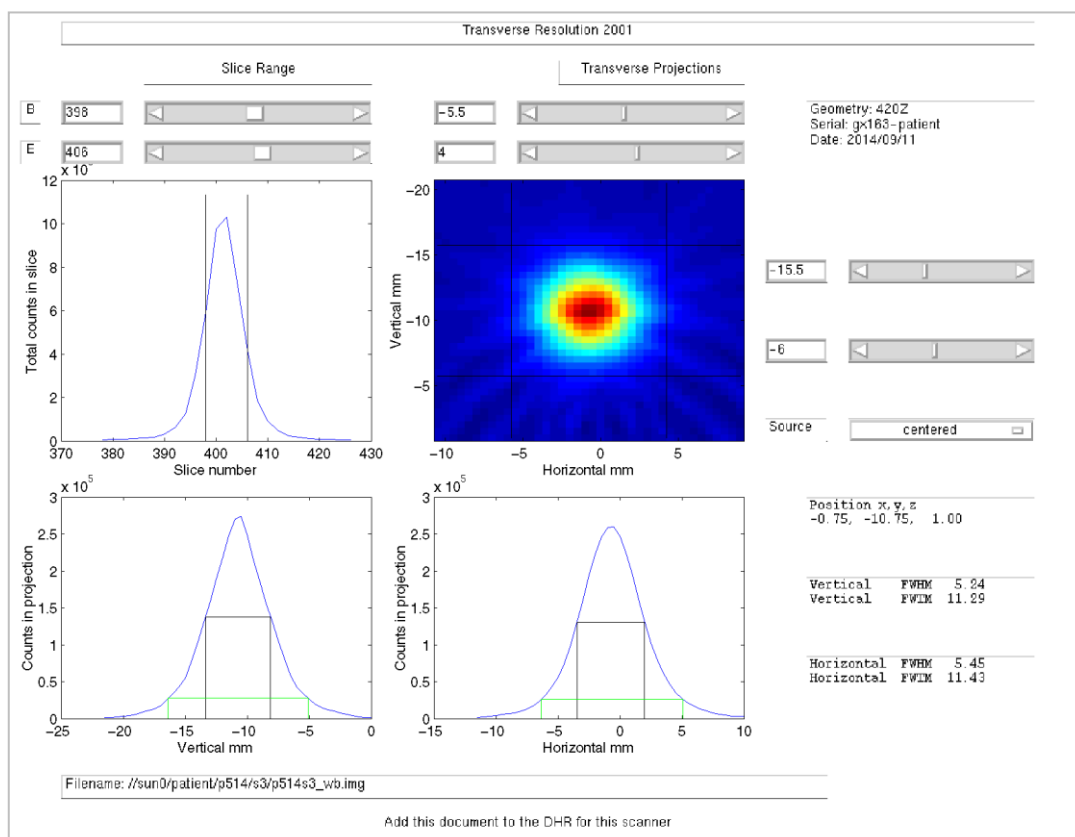 Transverse Resolution 2001
Slice Range
Transverse Projections
B
398
-5.5
E
406
4
Geometry: 420Z
Serial: gx163-patient
Date: 2014/09/11
x 10
12
10
8
6
4
2
0
370 380 390 400 410 420 430
Total counts in slice
Slice number
-20
-15
-10
-5
-10 -5 0 5
Vertical mm
Horizontal mm
-15.5
-6
Source
centered
x 10^5
3
2.5
2
1.5
1
0.5
0
-25 -20 -15 -10 -5 0
Counts in projection
Vertical mm
x 10^5
3
2.5
2
1.5
1
0.5
0
-15 -10 -5 0 5 10
Counts in projection
Horizontal mm
Position x,y,z
-0.75, -10.75, 1.00
Vertical FWHM 5.24
Vertical FWTM 11.29
Horizontal FWHM 5.45
Horizontal FWTM 11.43
Filename: //sun0/patient/p514/s3/p514s3_wb.img
Add this document to the DHR for this scanner